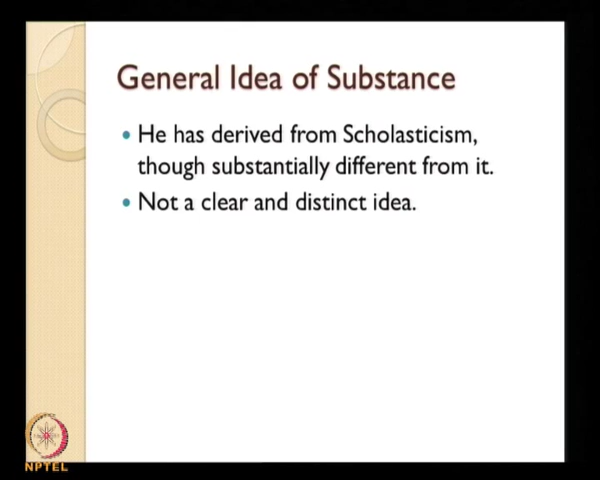 General Idea of Substance
He has derived from Scholasticism,
though substantially different from it.
Not a clear and distinct idea.
NPTEL